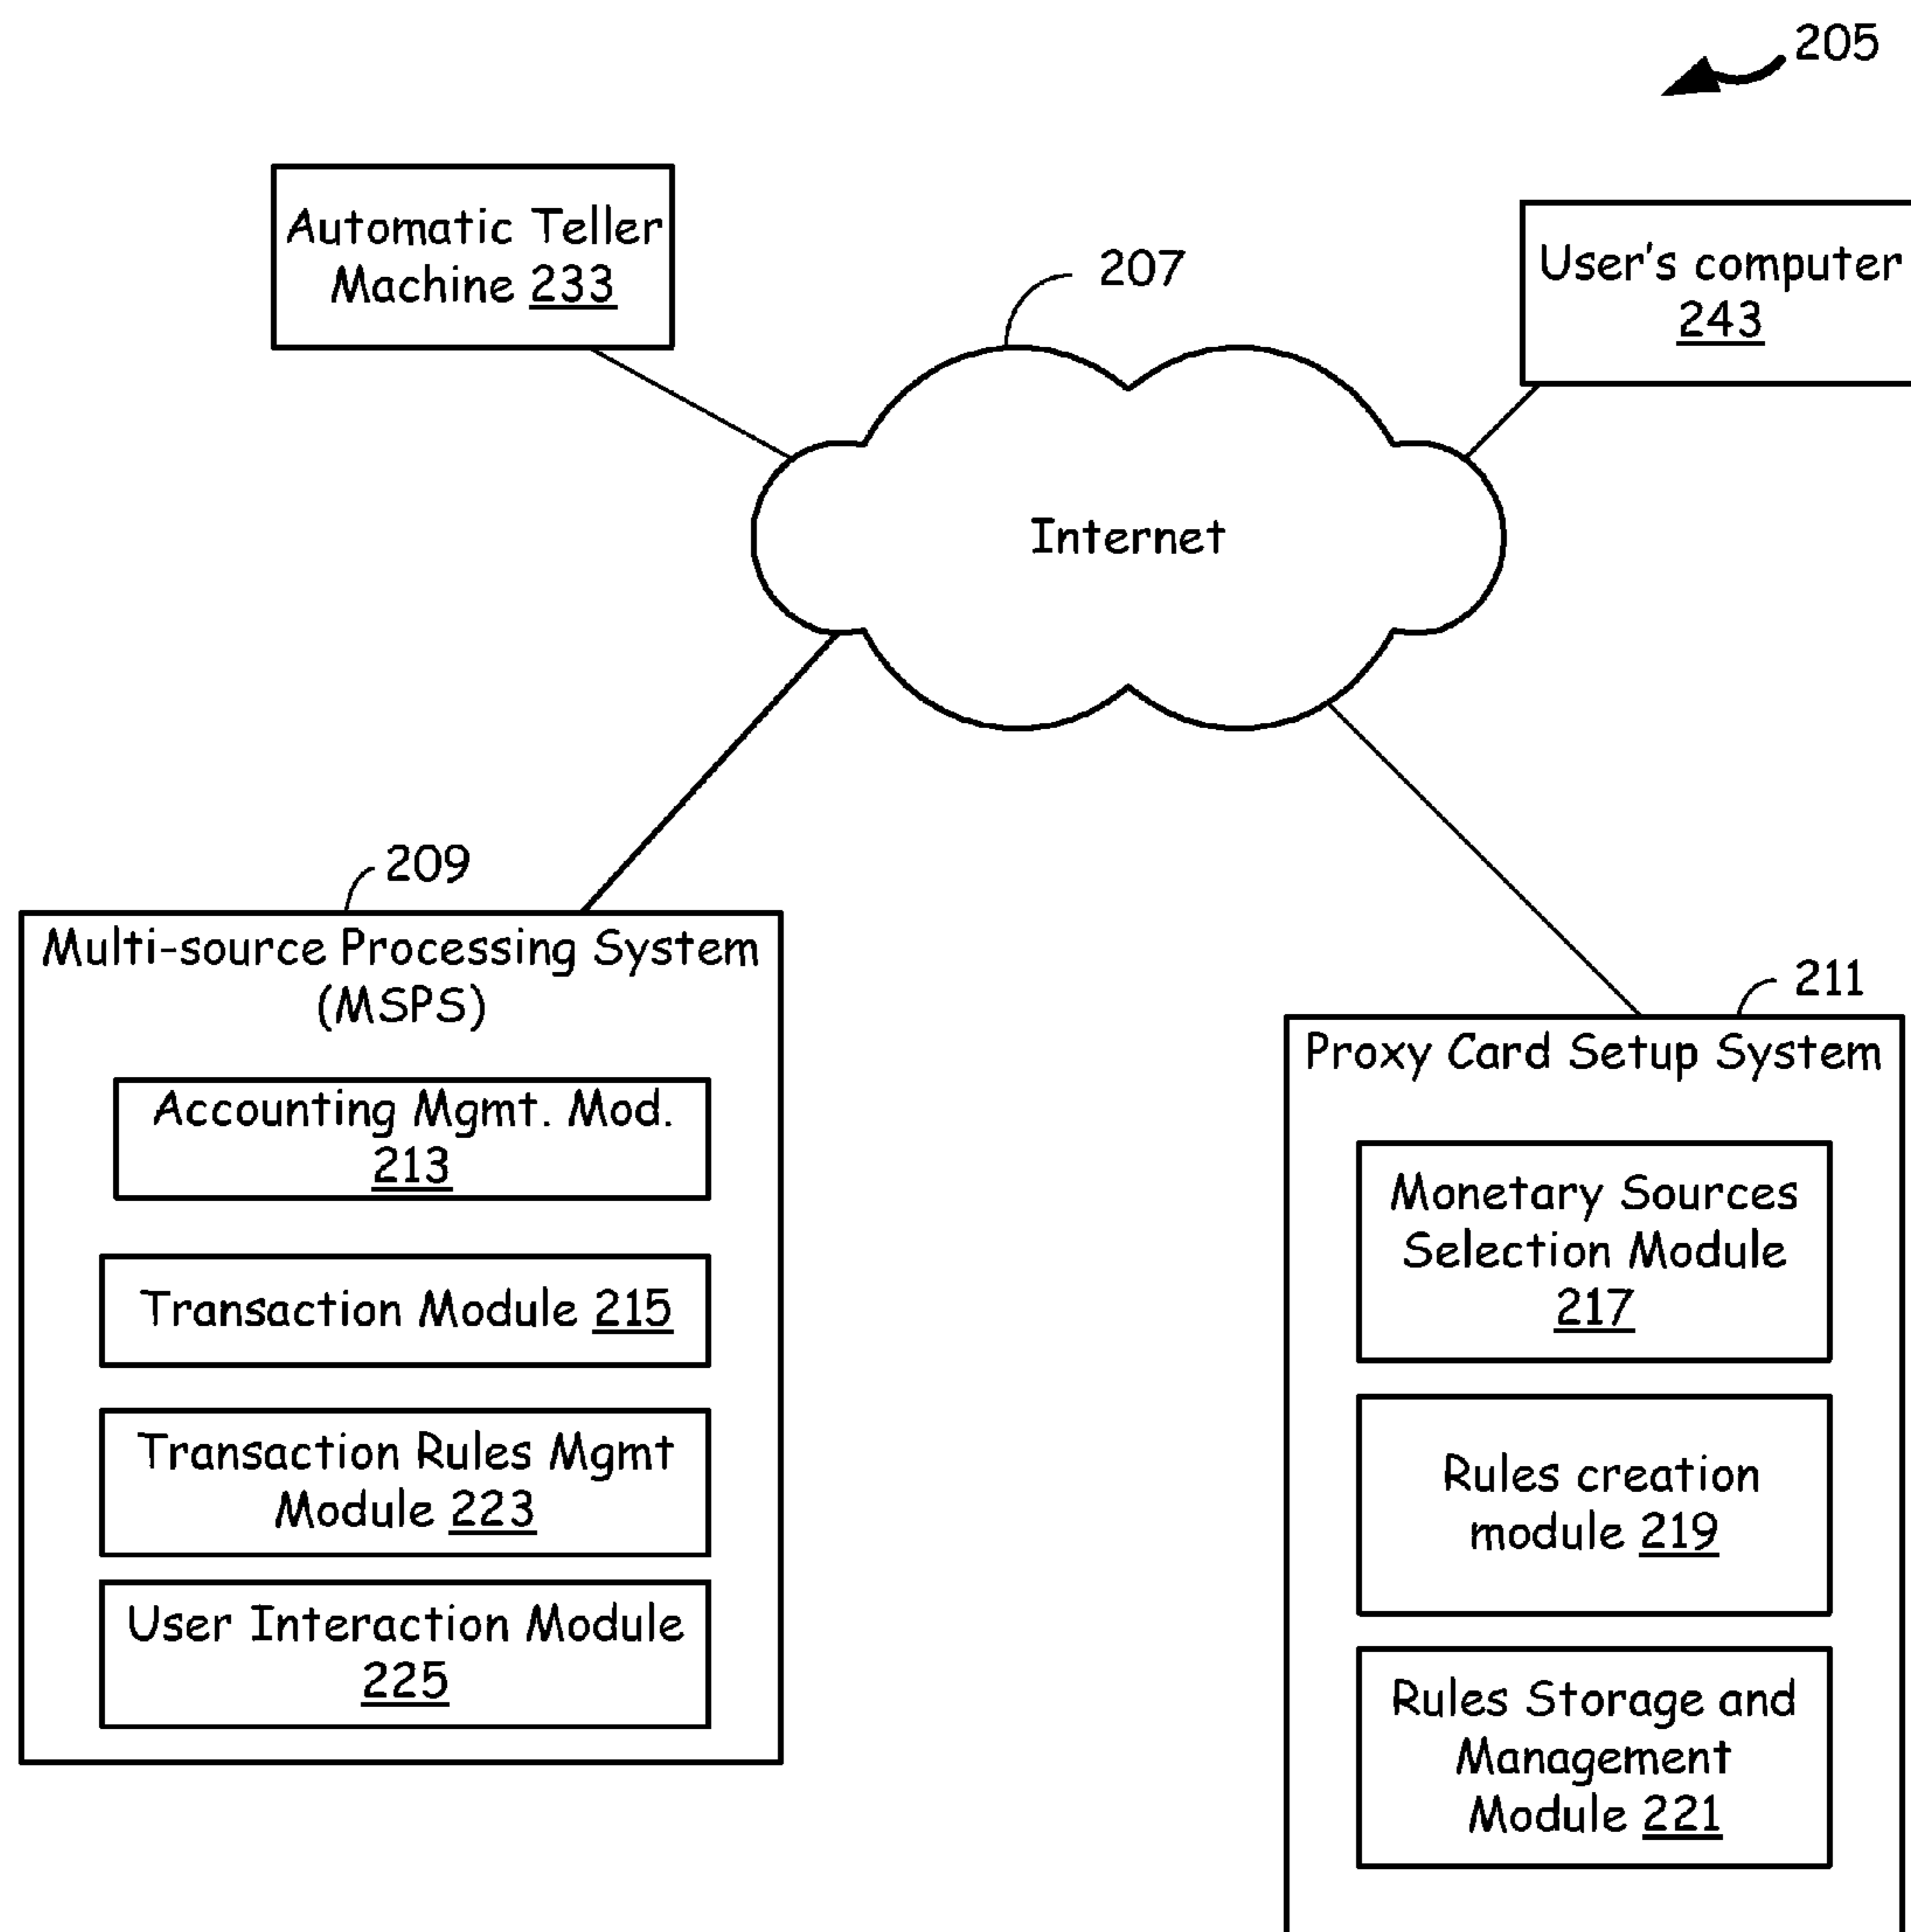 205
Automatic Teller
Machine 233
207
User's computer
243
Internet
209
Multi-source Processing System
(MSPS)
Accounting Mgmt. Mod.
213
Transaction Module 215
Transaction Rules Mgmt
Module 223
User Interaction Module
225
211
Proxy Card Setup System
Monetary Sources
Selection Module
217
Rules creation
module 219
Rules Storage and
Management
Module 221